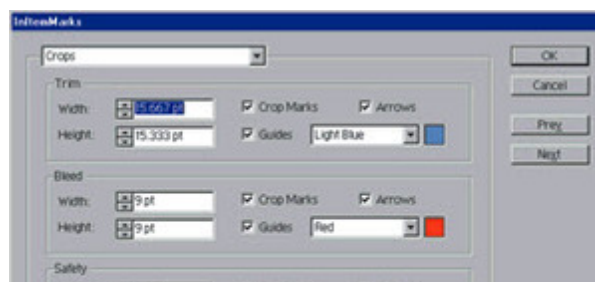 InItemMarks
Crops
OK
Cancel
Prev
Next
Trim
Width: 15.667 pt Crop Marks Arrows
Height: 15.333 pt Guides Light Blue
Bleed
Width: 9 pt Crop Marks Arrows
Height: 9 pt Guides Red
Safety